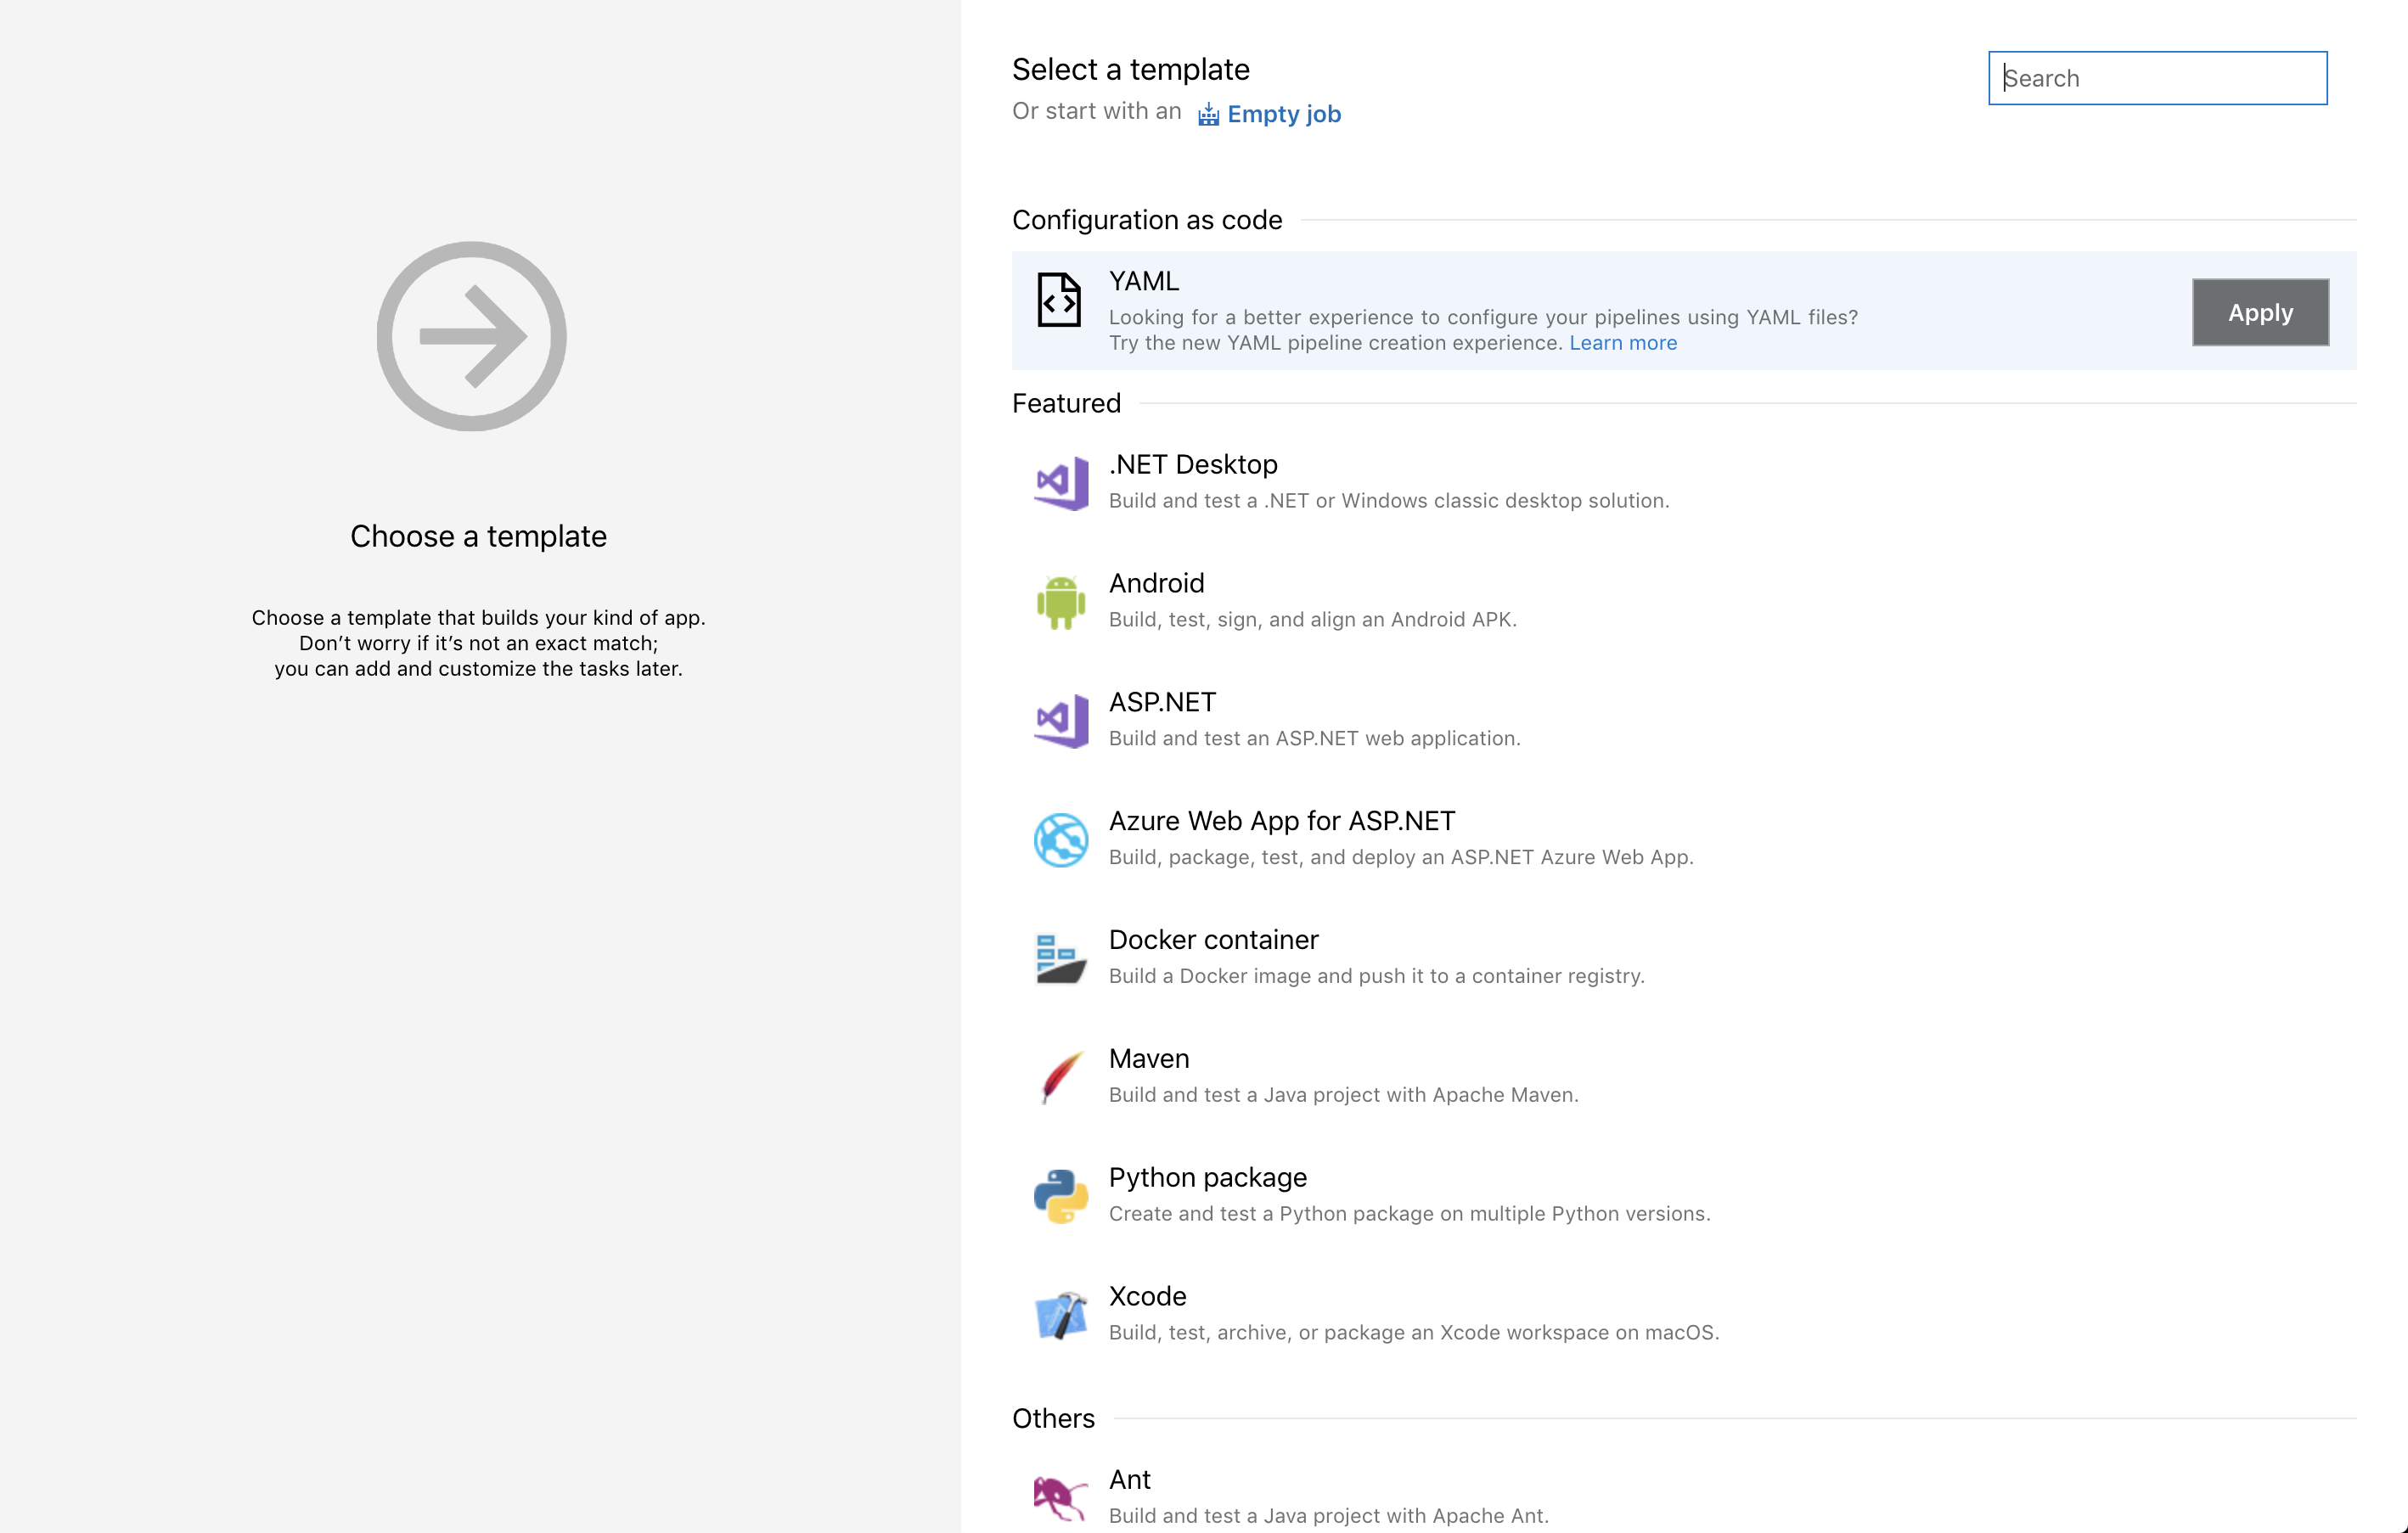 Choose a template
Choose a template that builds your kind of app.
Don’t worry if it’s not an exact match;
you can add and customize the tasks later.
Select a template
Or start with an Empty job
Search
Configuration as code
YAML
Looking for a better experience to configure your pipelines using YAML files?
Try the new YAML pipeline creation experience. Learn more
Apply
Featured
.NET Desktop
Build and test a .NET or Windows classic desktop solution.
Android
Build, test, sign, and align an Android APK.
ASP.NET
Build and test an ASP.NET web application.
Azure Web App for ASP.NET
Build, package, test, and deploy an ASP.NET Azure Web App.
Docker container
Build a Docker image and push it to a container registry.
Maven
Build and test a Java project with Apache Maven.
Python package
Create and test a Python package on multiple Python versions.
Xcode
Build, test, archive, or package an Xcode workspace on macOS.
Others
Ant
Build and test a Java project with Apache Ant.